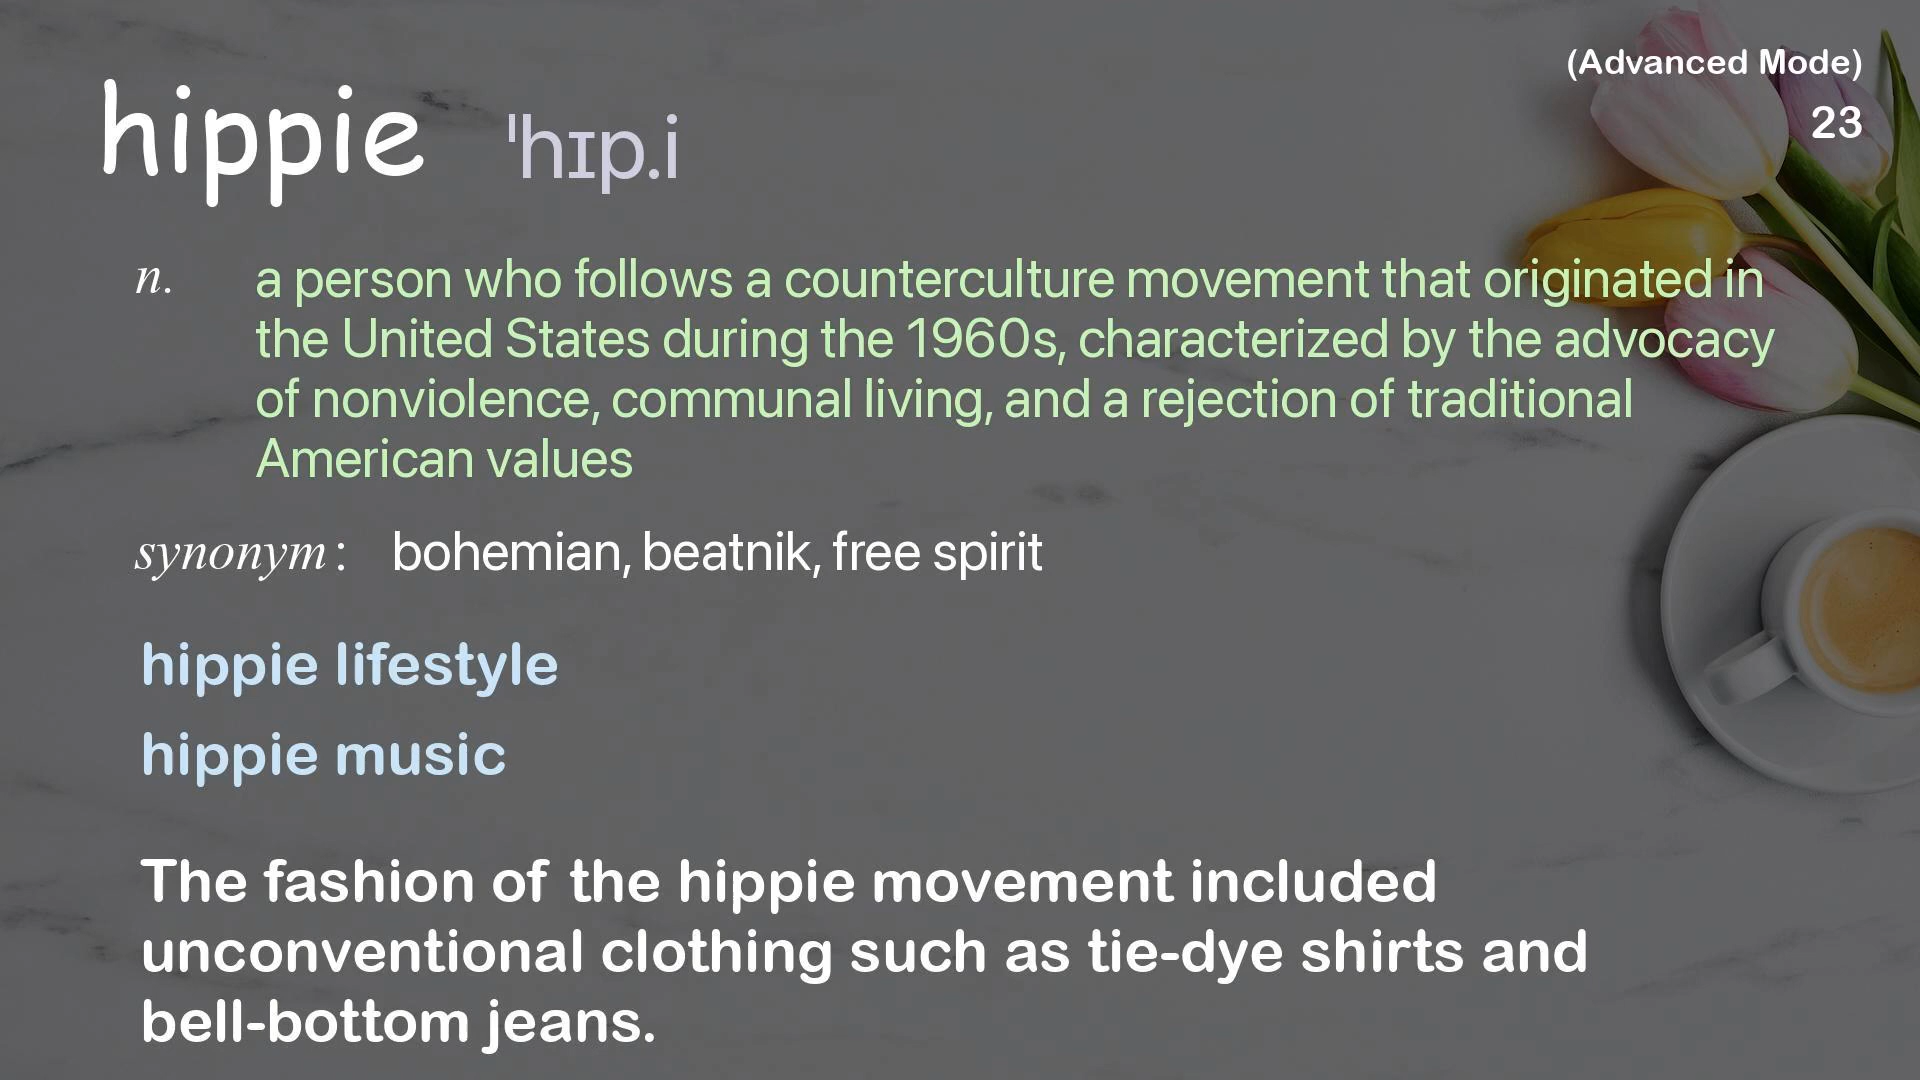 (Advanced Mode)
23
hippie ˈhɪp.i
n. a person who follows a counterculture movement that originated in
the United States during the 1960s, characterized by the advocacy
of nonviolence, communal living, and a rejection of traditional
American values
synonym: bohemian, beatnik, free spirit
hippie lifestyle
hippie music
The fashion of the hippie movement included
unconventional clothing such as tie-dye shirts and
bell-bottom jeans.